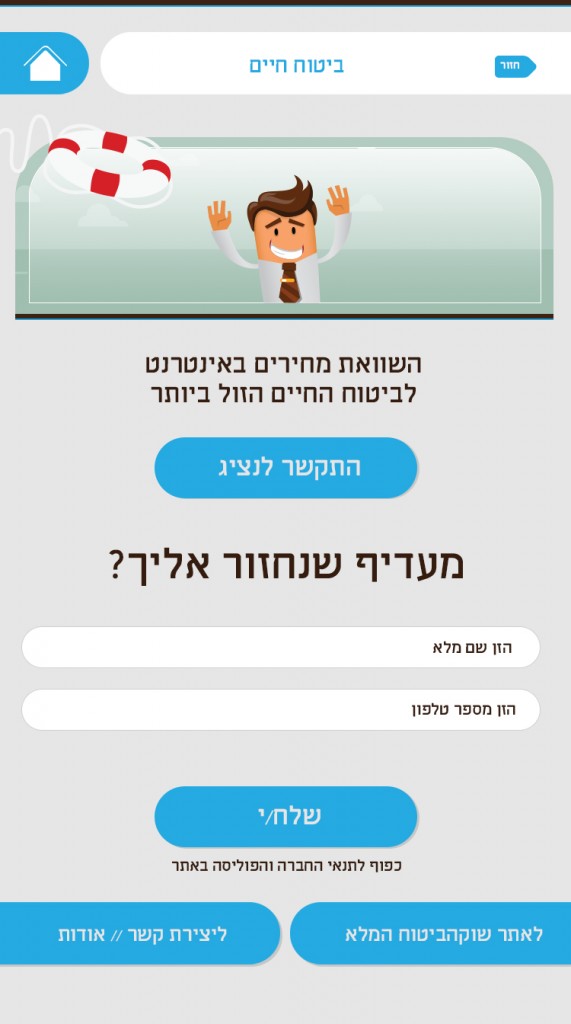 חזור
ביטוח חיים
השוואת מחירים באינטרנט
לביטוח החיים הזול ביותר
התקשר לנציג
מעדיף שנחזור אליך?
הזן שם מלא
הזן מספר טלפון
שלח/י
כפוף לתנאי החברה והפוליסה באתר
לאתר שוקהביטוח המלא
ליצירת קשר // אודות